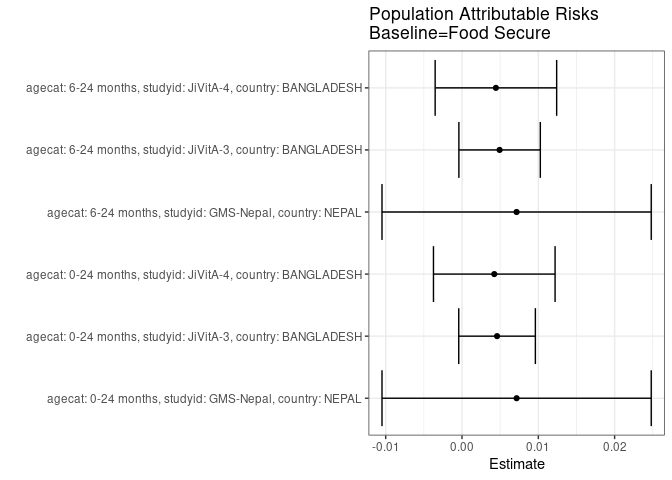 Population Attributable Risks
Baseline=Food Secure
agecat: 6-24 months, studyid: JiVitA-4, country: BANGLADESH
agecat: 6-24 months, studyid: JiVitA-3, country: BANGLADESH
agecat: 6-24 months, studyid: GMS-Nepal, country: NEPAL
agecat: 0-24 months, studyid: JiVitA-4, country: BANGLADESH
agecat: 0-24 months, studyid: JiVitA-3, country: BANGLADESH
agecat: 0-24 months, studyid: GMS-Nepal, country: NEPAL
-0.01 0.00 0.01 0.02
Estimate